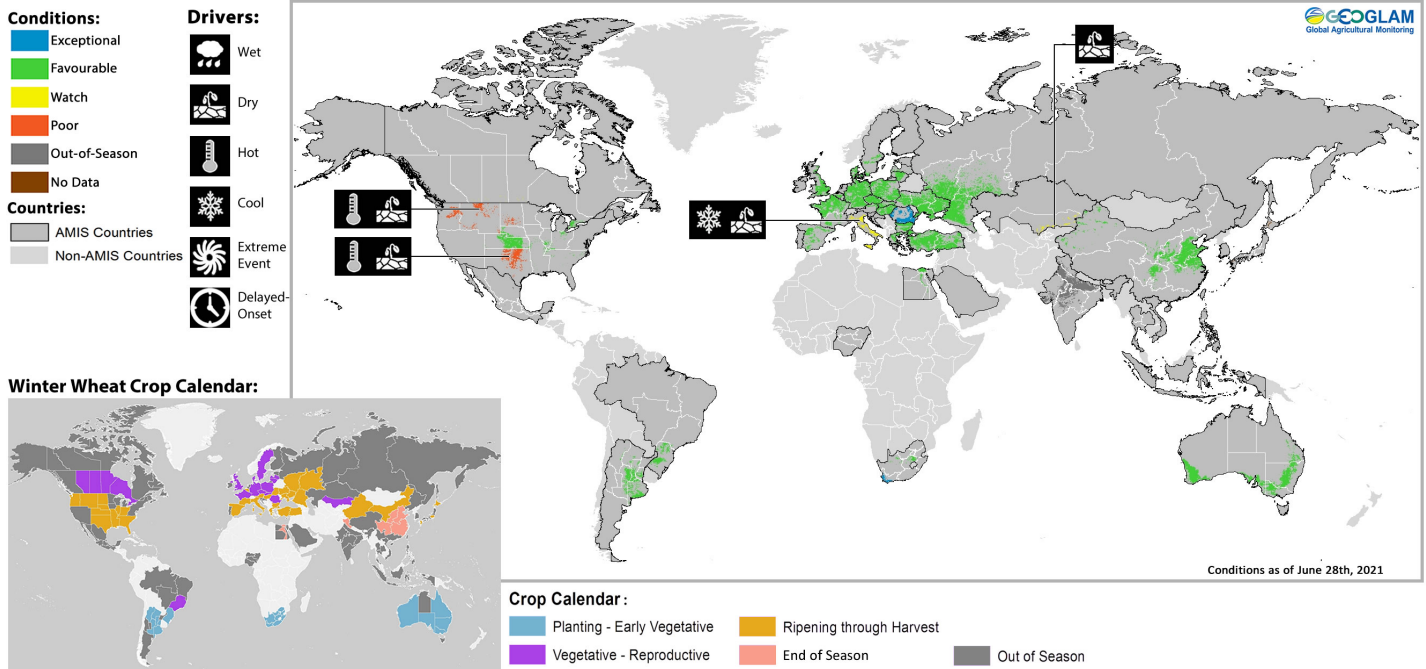 Conditions:
Exceptional
Favourable
Watch
Poor
Out-of-Season
No Data
Countries:
AMIS Countries
Non-AMIS Countries
Drivers:
Wet
Dry
Hot
Cool
Extreme
Event
Delayed-
Onset
GEOGLAM
Global Agricultural Monitoring
Conditions as of June 28th, 2021
Winter Wheat Crop Calendar:
Crop Calendar :
Planting - Early Vegetative
Ripening through Harvest
Vegetative - Reproductive
End of Season
Out of Season